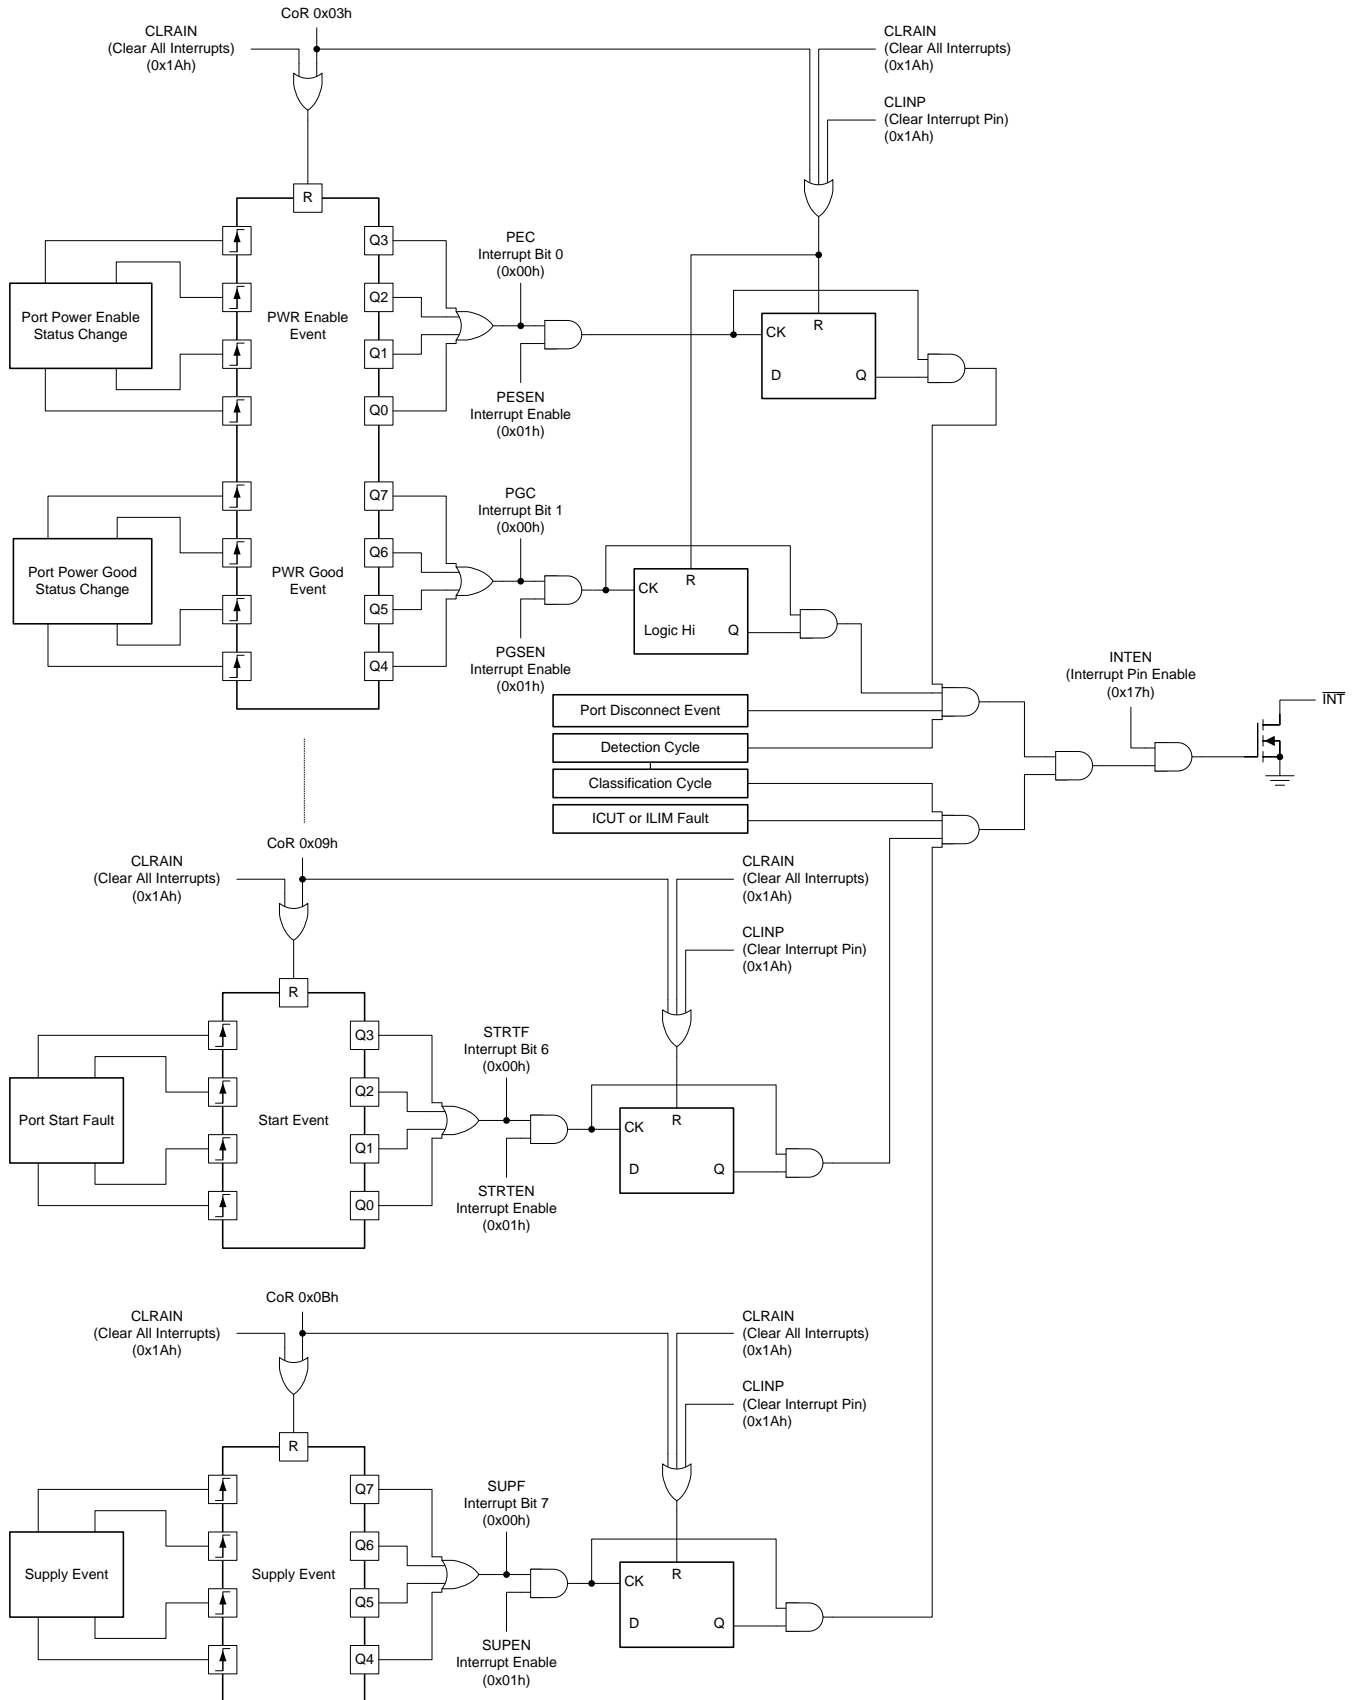 CoR 0x03h
CLRAIN
(Clear All Interrupts)
(0x1Ah)
CLRAIN
(Clear All Interrupts)
(0x1Ah)
CLINP
(Clear Interrupt Pin)
(0x1Ah)
R
Port Power Enable
Status Change
PWR Enable
Event
Q3
Q2
Q1
Q0
PEC
Interrupt Bit 0
(0x00h)
PESEN
Interrupt Enable
(0x01h)
CK
R
D
Q
Port Power Good
Status Change
PWR Good
Event
Q7
Q6
Q5
Q4
PGC
Interrupt Bit 1
(0x00h)
PGSEN
Interrupt Enable
(0x01h)
CK
R
Logic Hi
Q
Port Disconnect Event
Detection Cycle
Classification Cycle
ICUT or ILIM Fault
INTEN
(Interrupt Pin Enable
(0x17h)
INT
CoR 0x09h
CLRAIN
(Clear All Interrupts)
(0x1Ah)
CLRAIN
(Clear All Interrupts)
(0x1Ah)
CLINP
(Clear Interrupt Pin)
(0x1Ah)
R
Port Start Fault
Start Event
Q3
Q2
Q1
Q0
STRTF
Interrupt Bit 6
(0x00h)
STRTEN
Interrupt Enable
(0x01h)
CK
R
D
Q
CoR 0x0Bh
CLRAIN
(Clear All Interrupts)
(0x1Ah)
CLRAIN
(Clear All Interrupts)
(0x1Ah)
CLINP
(Clear Interrupt Pin)
(0x1Ah)
R
Supply Event
Supply Event
Q7
Q6
Q5
Q4
SUPF
Interrupt Bit 7
(0x00h)
SUPEN
Interrupt Enable
(0x01h)
CK
R
D
Q